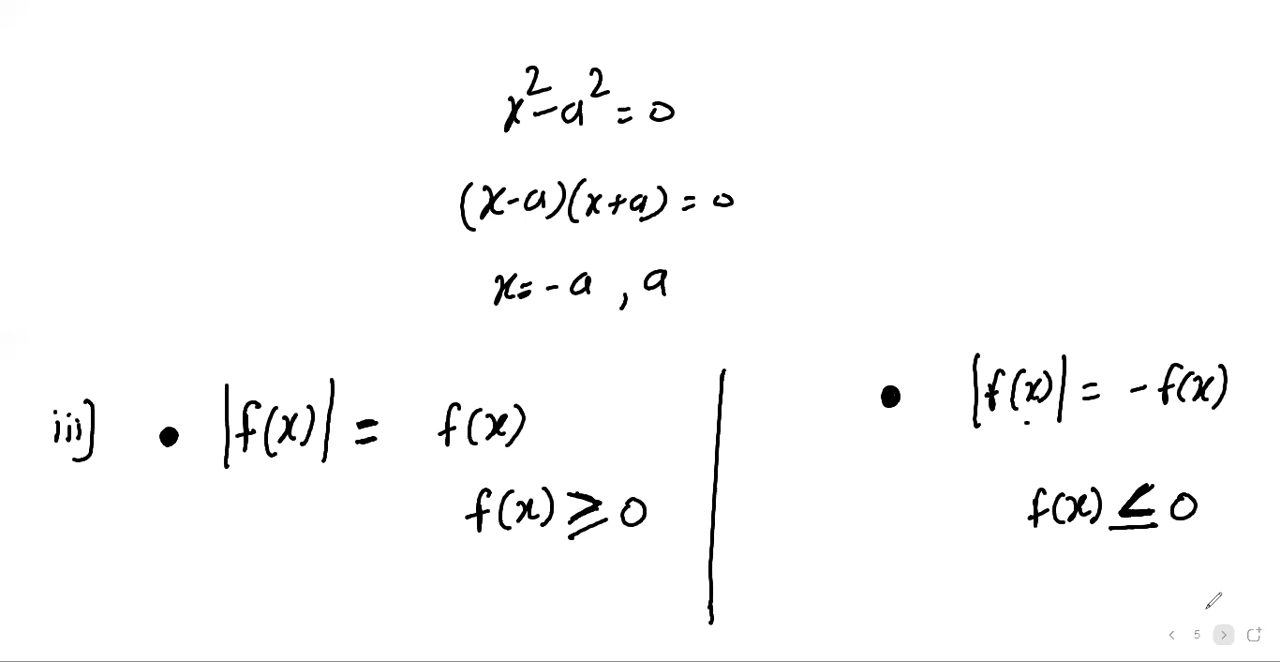 x² - a² = 0
(x-a)(x+a) = 0
x = -a , a
iii] • |f(x)| = f(x)
f(x) ≥ 0
• |f(x)| = -f(x)
f(x) ≤ 0
5